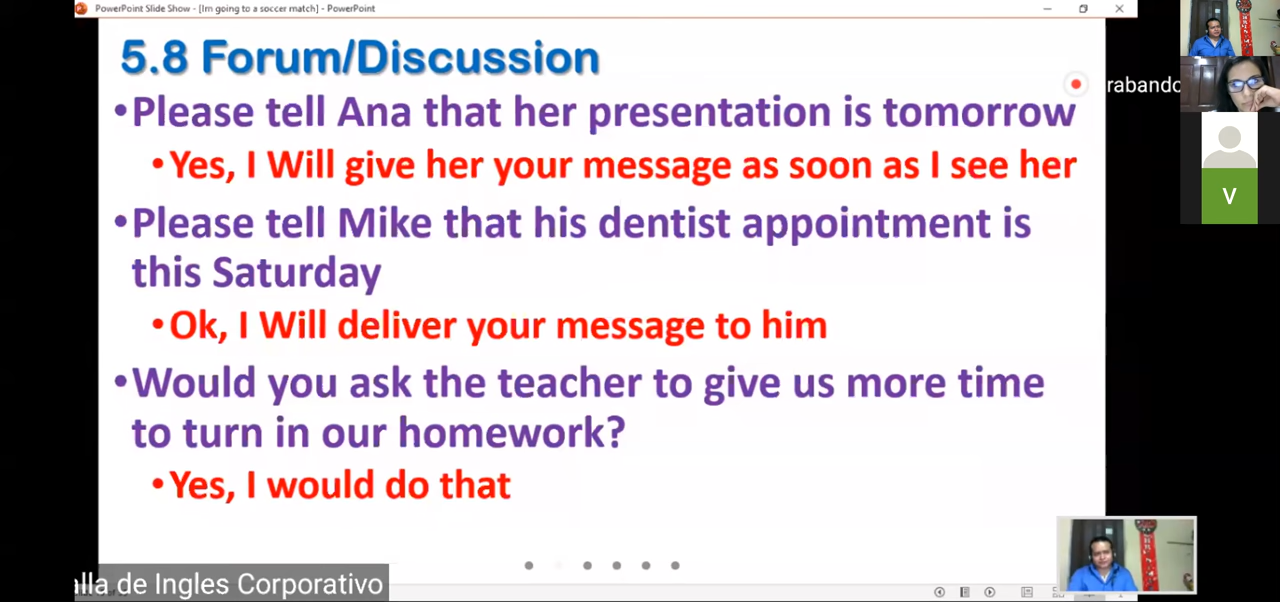 PowerPoint Slide Show - [Im going to a soccer match] - PowerPoint
5.8 Forum/Discussion
•Please tell Ana that her presentation is tomorrow
•Yes, I Will give her your message as soon as I see her
•Please tell Mike that his dentist appointment is
this Saturday
•Ok, I Will deliver your message to him
•Would you ask the teacher to give us more time
to turn in our homework?
•Yes, I would do that
rabando
V
alla de Ingles Corporativo